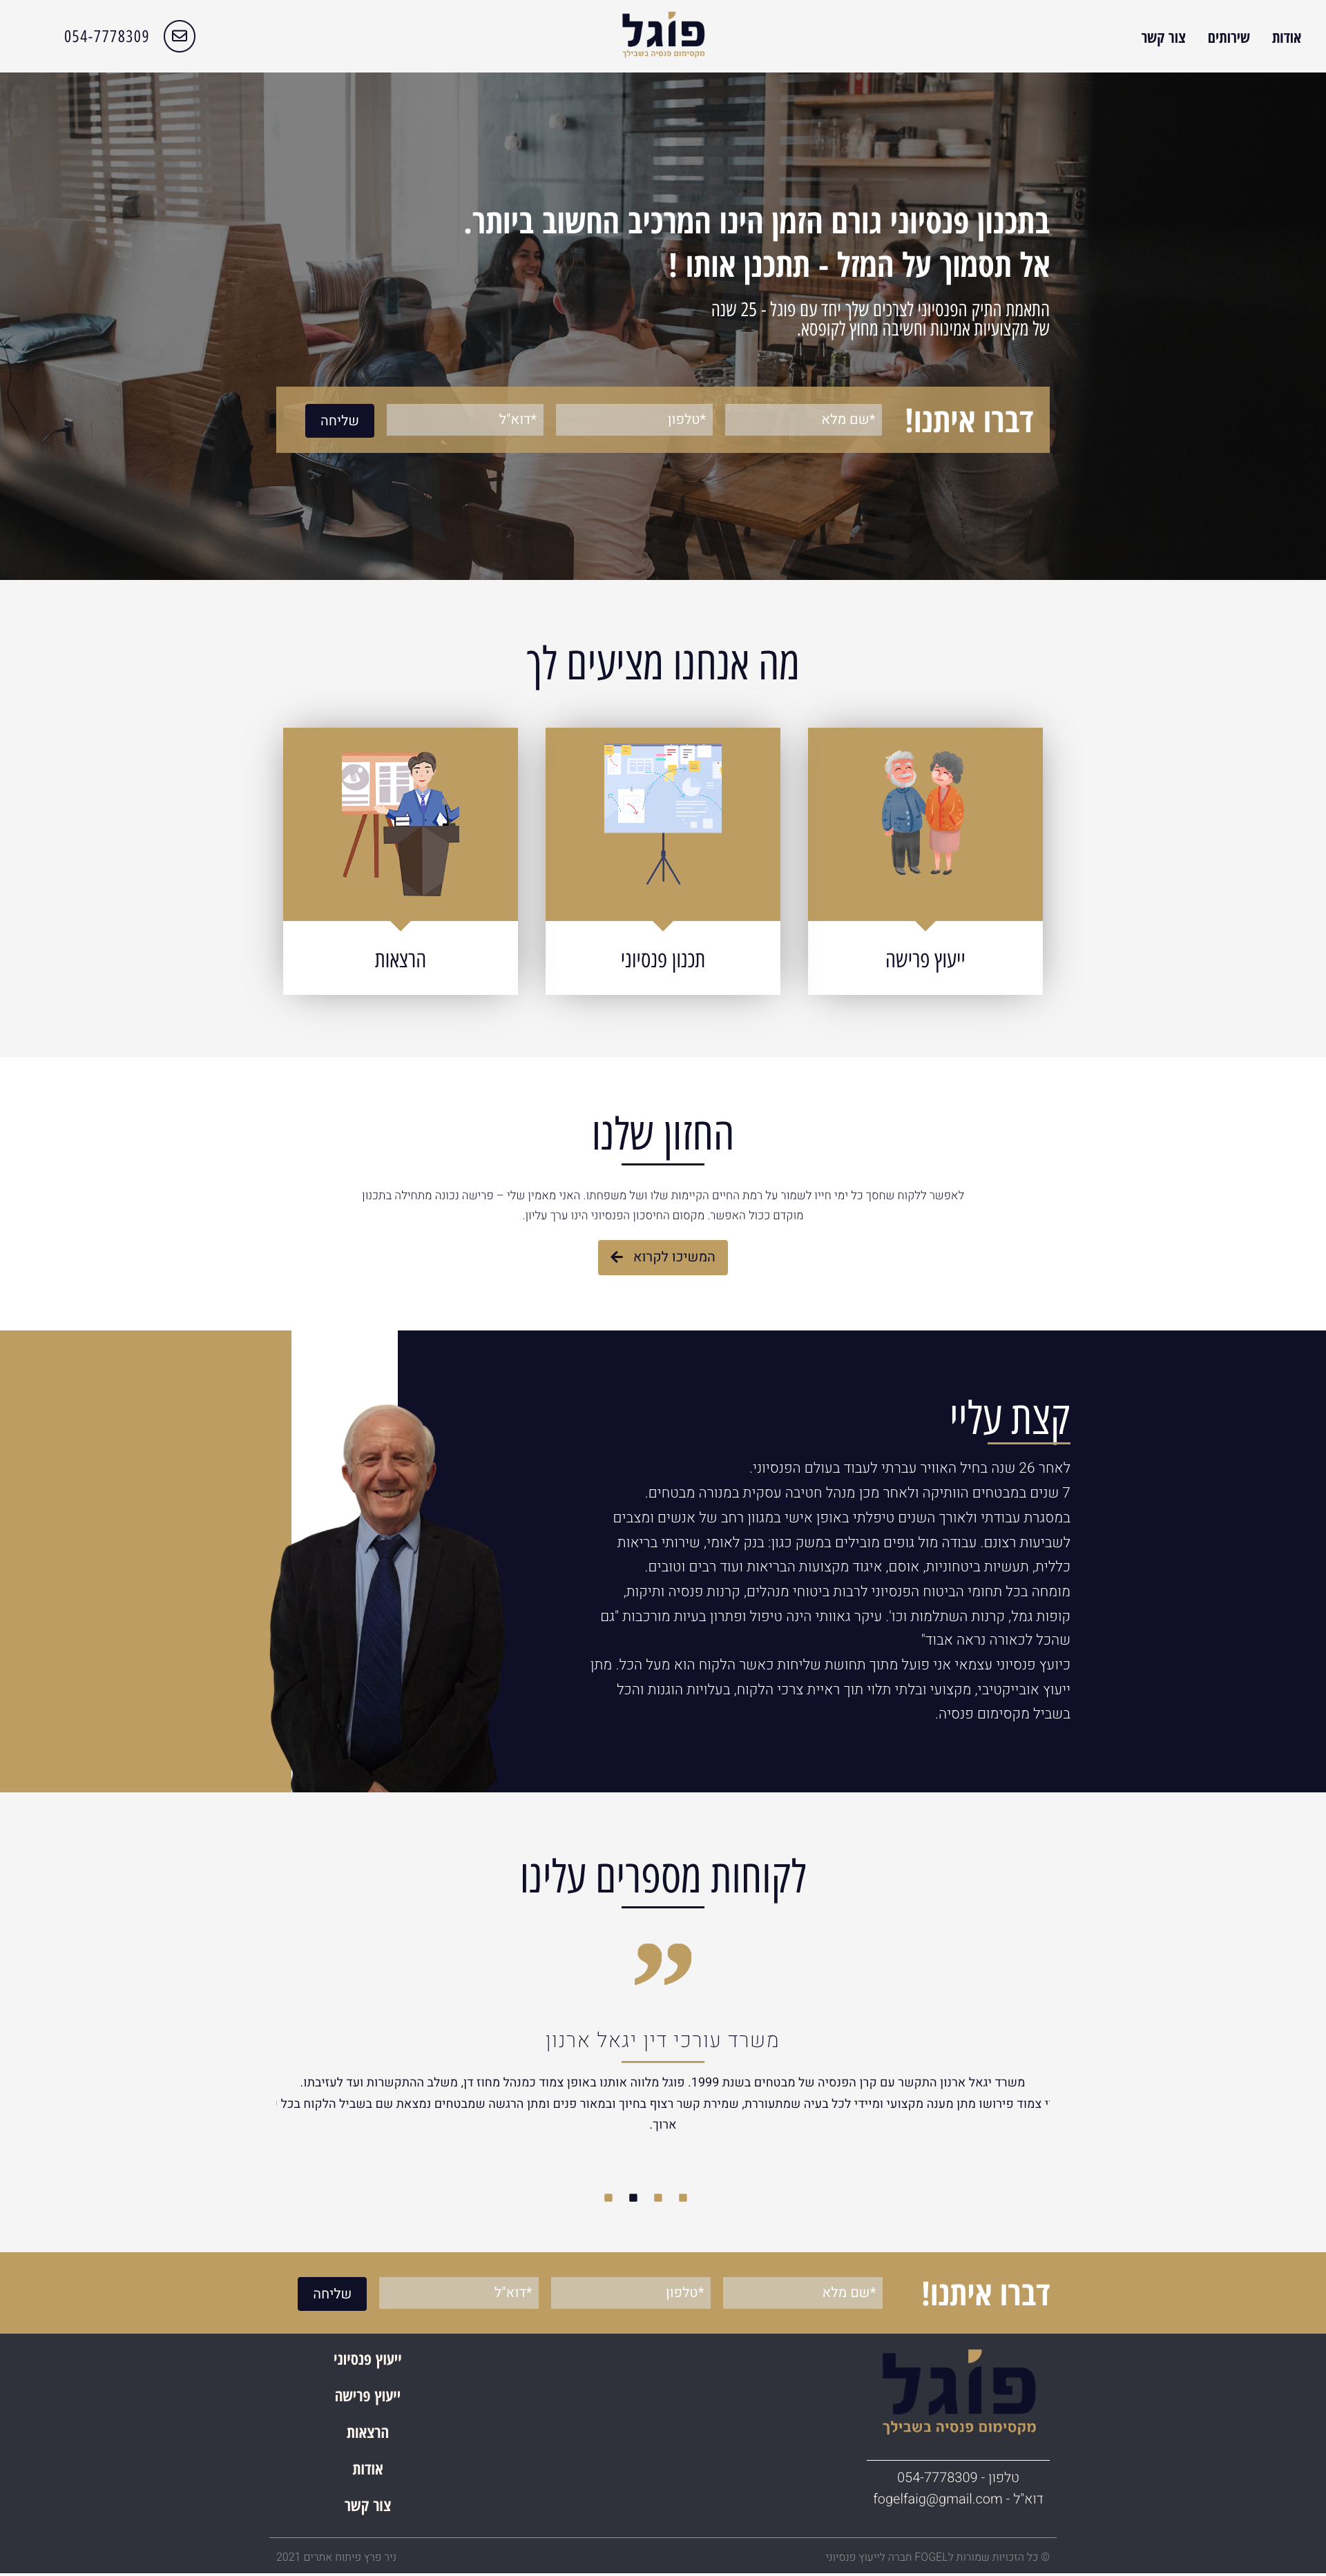 אודות
שירותים
צור קשר
פוגל
מקסימום פנסיה בשבילך
054-7778309
בתכנון פנסיוני גורם הזמן הינו המרכיב החשוב ביותר.
אל תסמוך על המזל - תתכנן אותו !
התאמת התיק הפנסיוני לצרכים שלך יחד עם פוגל - 25 שנה
של מקצועיות אמינות וחשיבה מחוץ לקופסא.
דברו איתנו!
*שם מלא
*טלפון
*דוא"ל
שליחה
מה אנחנו מציעים לך
ייעוץ פרישה
תכנון פנסיוני
הרצאות
החזון שלנו
לאפשר ללקוח שחסך כל ימי חייו לשמור על רמת החיים הקיימות שלו ושל משפחתו. האני מאמין שלי – פרישה נכונה מתחילה בתכנון
מוקדם ככול האפשר. מקסום החיסכון הפנסיוני הינו ערך עליון.
המשיכו לקרוא
קצת עליי
לאחר 26 שנה בחיל האוויר עברתי לעבוד בעולם הפנסיוני.
7 שנים במבטחים הוותיקה ולאחר מכן מנהל חטיבה עסקית במנורה מבטחים.
במסגרת עבודתי ולאורך השנים טיפלתי באופן אישי במגוון רחב של אנשים ומצבים
לשביעות רצונם. עבודה מול גופים מובילים במשק כגון: בנק לאומי, שירותי בריאות
כללית, תעשיות ביטחוניות, אוסם, איגוד מקצועות הבריאות ועוד רבים וטובים.
מומחה בכל תחומי הביטוח הפנסיוני לרבות ביטוחי מנהלים, קרנות פנסיה ותיקות,
קופות גמל, קרנות השתלמות וכו'. עיקר גאוותי הינה טיפול ופתרון בעיות מורכבות "גם
שהכל לכאורה נראה אבוד"
כיועץ פנסיוני עצמאי אני פועל מתוך תחושת שליחות כאשר הלקוח הוא מעל הכל. מתן
ייעוץ אובייקטיבי, מקצועי ובלתי תלוי תוך ראיית צרכי הלקוח, בעלויות הוגנות והכל
בשביל מקסימום פנסיה.
לקוחות מספרים עלינו
משרד עורכי דין יגאל ארנון
משרד יגאל ארנון התקשר עם קרן הפנסיה של מבטחים בשנת 1999. פוגל מלווה אותנו באופן צמוד כמנהל מחוז דן, משלב ההתקשרות ועד לעזיבתו.
צמוד פירושו מתן מענה מקצועי ומיידי לכל בעיה שמתעוררת, שמירת קשר רצוף בחיוך ובמאור פנים ומתן הרגשה שמבטחים נמצאת שם בשביל הלקוח בכל
ארוך.
דברו איתנו!
*שם מלא
*טלפון
*דוא"ל
שליחה
פוגל
מקסימום פנסיה בשבילך
טלפון - 054-7778309
דוא"ל - fogelfaig@gmail.com
ייעוץ פנסיוני
ייעוץ פרישה
הרצאות
אודות
צור קשר
© כל הזכויות שמורות לFOGEL חברה לייעוץ פנסיוני
ניר פרץ פיתוח אתרים 2021